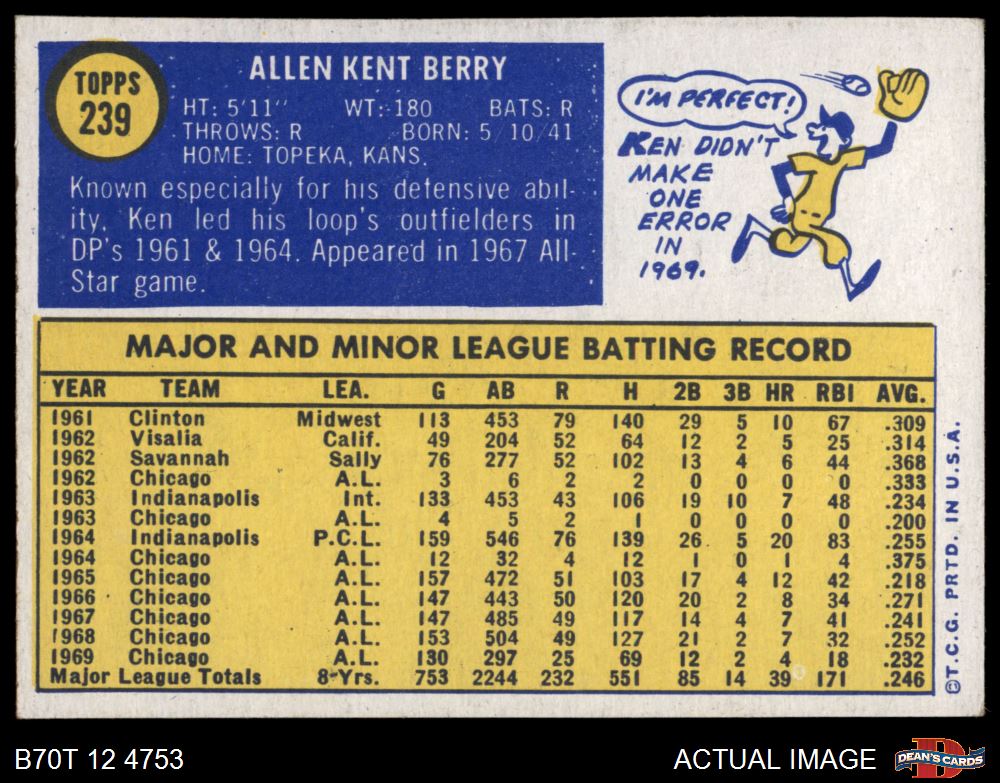 TOPPS
239
ALLEN KENT BERRY
HT: 5'11" WT: 180 BATS: R
THROWS: R BORN: 5 10 41
HOME: TOPEKA, KANS.
Known especially for his defensive abil-
ity, Ken led his loop's outfielders in
DP's 1961 & 1964. Appeared in 1967 All-
Star game.
I'M PERFECT!
KEN DIDN'T
MAKE
ONE
ERROR
IN
1969.
MAJOR AND MINOR LEAGUE BATTING RECORD
YEAR TEAM LEA. G AB R H 2B 3B HR RBI AVG.
1961 Clinton Midwest 113 453 79 140 29 5 10 67 .309
1962 Visalia Calif. 49 204 52 64 12 2 5 25 .314
1962 Savannah Sally 76 277 52 102 13 4 6 44 .368
1962 Chicago A.L. 3 6 2 2 0 0 0 0 .333
1963 Indianapolis Int. 133 453 43 106 19 10 7 48 .234
1963 Chicago A.L. 4 5 2 1 0 0 0 0 .200
1964 Indianapolis P.C.L. 159 546 76 139 26 5 20 83 .255
1964 Chicago A.L. 12 32 4 12 1 0 1 4 .375
1965 Chicago A.L. 157 472 51 103 17 4 12 42 .218
1966 Chicago A.L. 147 443 50 120 20 2 8 34 .271
1967 Chicago A.L. 147 485 49 117 14 4 7 41 .241
1968 Chicago A.L. 153 504 49 127 21 2 7 32 .252
1969 Chicago A.L. 130 297 25 69 12 2 4 18 .232
Major League Totals 8-Yrs. 753 2244 232 551 85 14 39 171 .246
©T.C.G. PRTD. IN U.S.A.
B70T 12 4753
ACTUAL IMAGE
D
DEAN'S CARDS